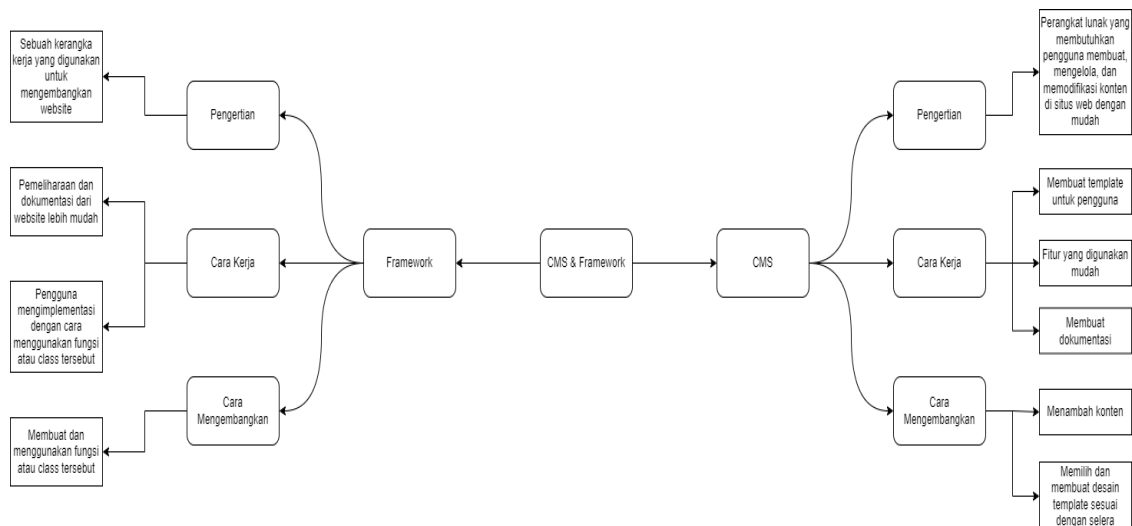 Sebuah kerangka
kerja yang digunakan
untuk
mengembangkan
website
Pengertian
Pemeliharaan dan
dokumentasi dari
website lebih mudah
Cara Kerja
Pengguna
mengimplementasi
dengan cara
menggunakan fungsi
atau class tersebut
Cara
Mengembangkan
Membuat dan
menggunakan fungsi
atau class tersebut
Framework
CMS & Framework
CMS
Pengertian
Perangkat lunak yang
membutuhkan
pengguna membuat,
mengelola, dan
memodifikasi konten
di situs web dengan
mudah
Cara Kerja
Membuat template
untuk pengguna
Fitur yang digunakan
mudah
Membuat
dokumentasi
Cara
Mengembangkan
Menambah konten
Memilih dan
membuat desain
template sesuai
dengan selera